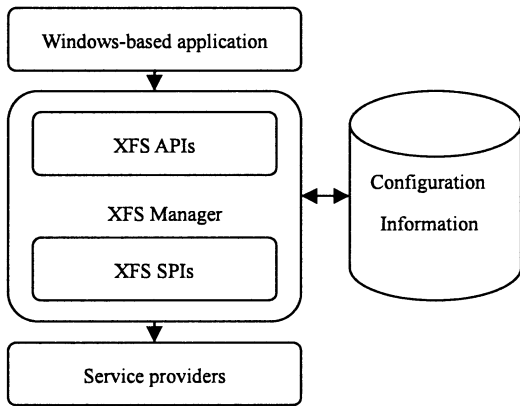 Windows-based application
XFS APIs
XFS Manager
XFS SPIs
Configuration
Information
Service providers